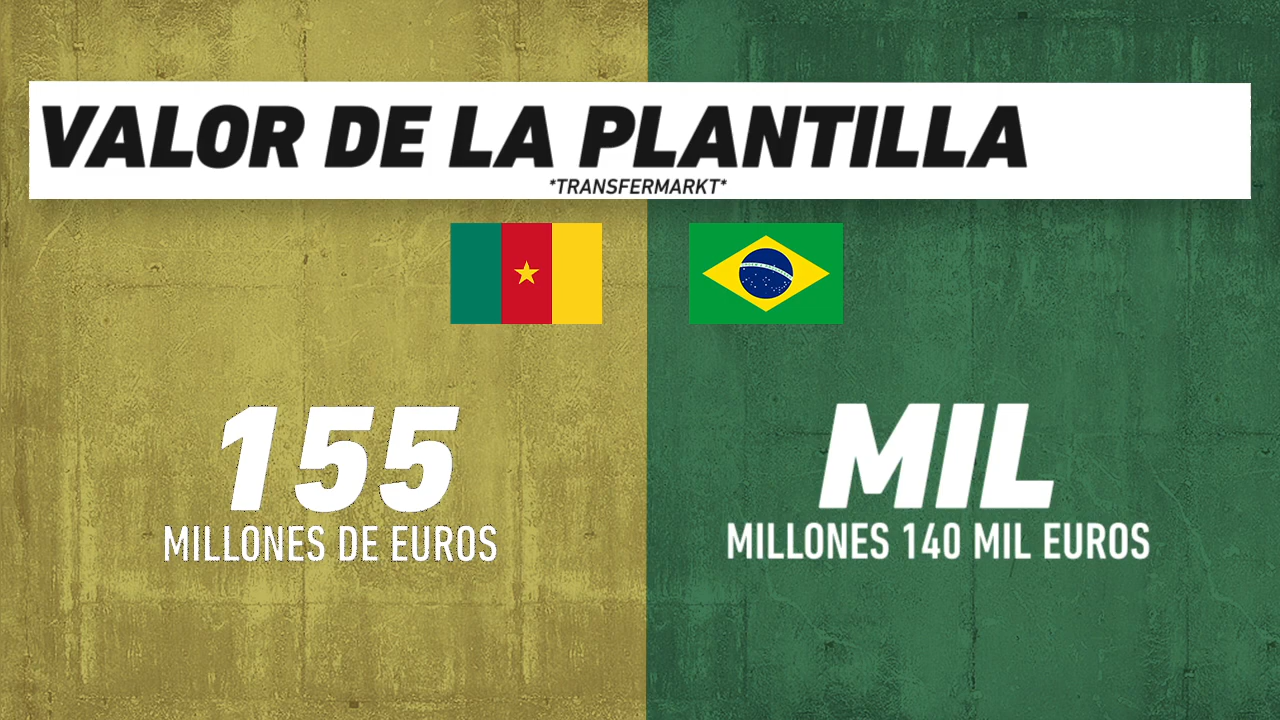 VALOR DE LA PLANTILLA
*TRANSFERMARKT*
155
MILLONES DE EUROS
MIL
MILLONES 140 MIL EUROS